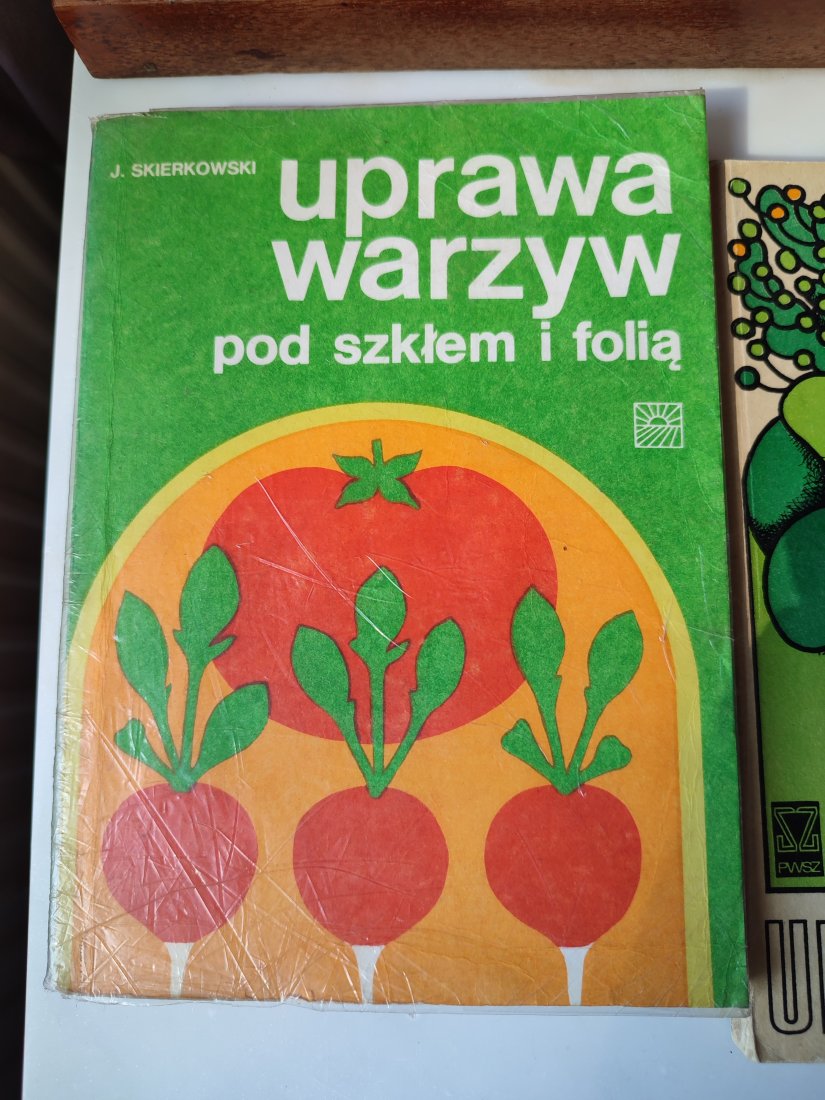 J. SKIERKOWSKI
uprawa
warzyw
pod szkłem i folią
PWSZ